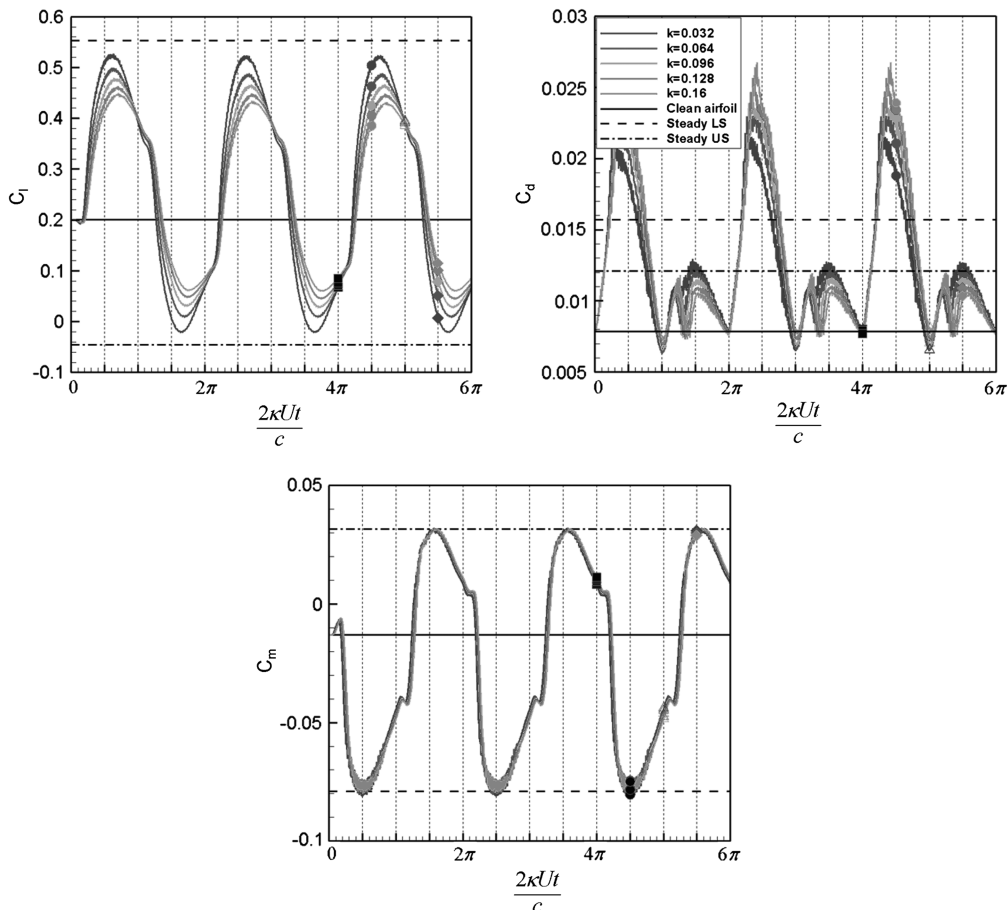 C_l
0.6
0.5
0.4
0.3
0.2
0.1
0
-0.1
0
2π
4π
6π
2κUt
c
C_d
0.03
0.025
0.02
0.015
0.01
0.005
k=0.032
k=0.064
k=0.096
k=0.128
k=0.16
Clean airfoil
Steady LS
Steady US
0
2π
4π
6π
2κUt
c
C_m
0.05
0
-0.05
-0.1
0
2π
4π
6π
2κUt
c